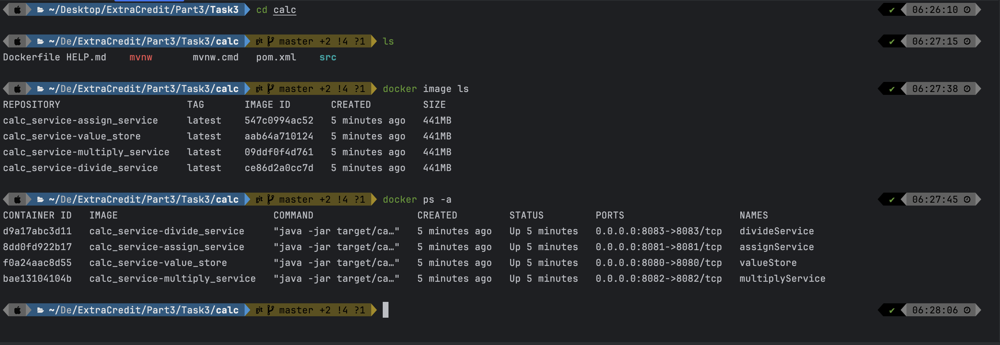 ~/Desktop/ExtraCredit/Part3/Task3 cd calc ✔ 06:26:10
~/De/ExtraCredit/Part3/Task3/calc git master +2 !4 ?1 ls ✔ 06:27:15
Dockerfile HELP.md mvnw mvnw.cmd pom.xml src
~/De/ExtraCredit/Part3/Task3/calc git master +2 !4 ?1 docker image ls ✔ 06:27:38
REPOSITORY TAG IMAGE ID CREATED SIZE
calc_service-assign_service latest 547c0994ac52 5 minutes ago 441MB
calc_service-value_store latest aab64a710124 5 minutes ago 441MB
calc_service-multiply_service latest 09ddf0f4d761 5 minutes ago 441MB
calc_service-divide_service latest ce86d2a0cc7d 5 minutes ago 441MB
~/De/ExtraCredit/Part3/Task3/calc git master +2 !4 ?1 docker ps -a ✔ 06:27:45
CONTAINER ID IMAGE COMMAND CREATED STATUS PORTS NAMES
d9a17abc3d11 calc_service-divide_service "java -jar target/ca…" 5 minutes ago Up 5 minutes 0.0.0.0:8083->8083/tcp divideService
8dd0fd922b17 calc_service-assign_service "java -jar target/ca…" 5 minutes ago Up 5 minutes 0.0.0.0:8081->8081/tcp assignService
f0a24aac8d55 calc_service-value_store "java -jar target/ca…" 5 minutes ago Up 5 minutes 0.0.0.0:8080->8080/tcp valueStore
bae13104104b calc_service-multiply_service "java -jar target/ca…" 5 minutes ago Up 5 minutes 0.0.0.0:8082->8082/tcp multiplyService
~/De/ExtraCredit/Part3/Task3/calc git master +2 !4 ?1 ✔ 06:28:06